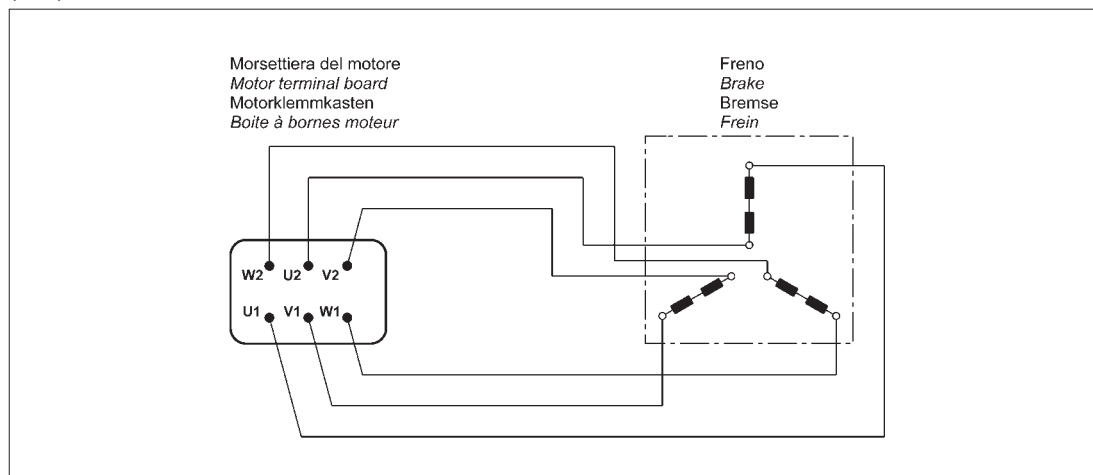 Morsettiera del motore
Motor terminal board
Motorklemmkasten
Boite à bornes moteur
Freno
Brake
Bremse
Frein
W2 U2 V2
U1 V1 W1